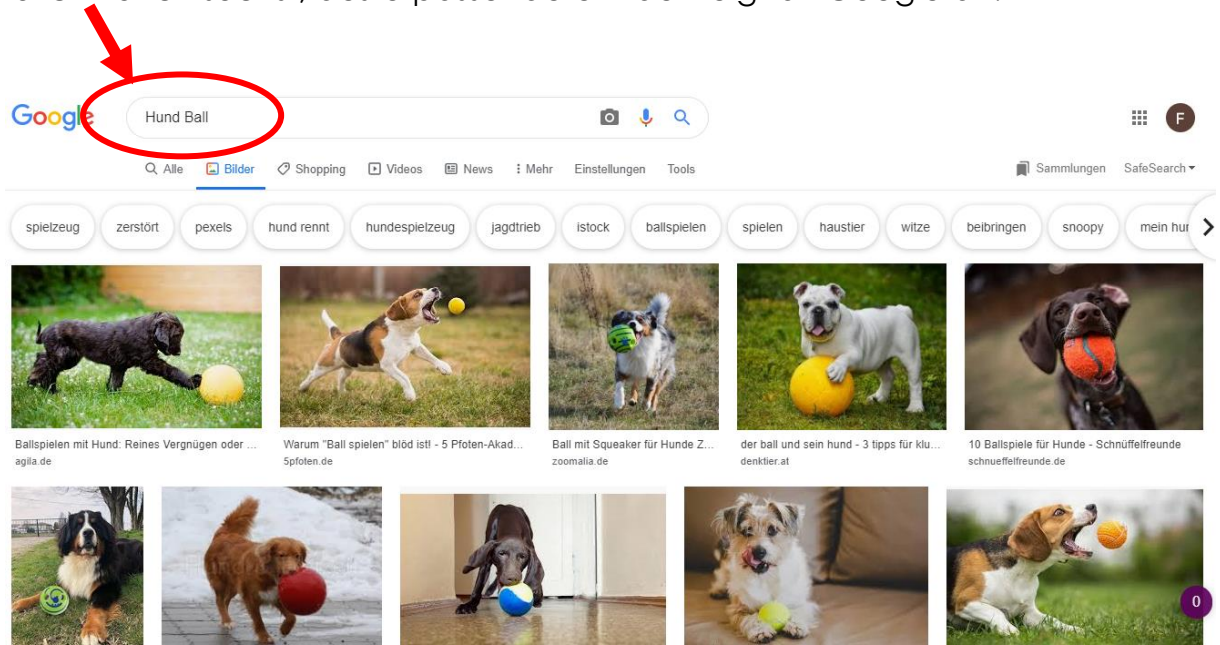 Google
Hund Ball
Alle Bilder Shopping Videos News Mehr Einstellungen Tools
Sammlungen SafeSearch
F
spielzeug zerstört pexels hund rennt hundespielzeug jagdtrieb istock ballspielen spielen haustier witze beibringen snoopy mein hun
Ballspielen mit Hund: Reines Vergnügen oder ...
agila.de
Warum "Ball spielen" blöd ist! - 5 Pfoten-Akad...
5pfoten.de
Ball mit Squeaker für Hunde Z...
zoomalia.de
der ball und sein hund - 3 tipps für klu...
denktier.at
10 Ballspiele für Hunde - Schnüffelfreunde
schnueffelfreunde.de
0